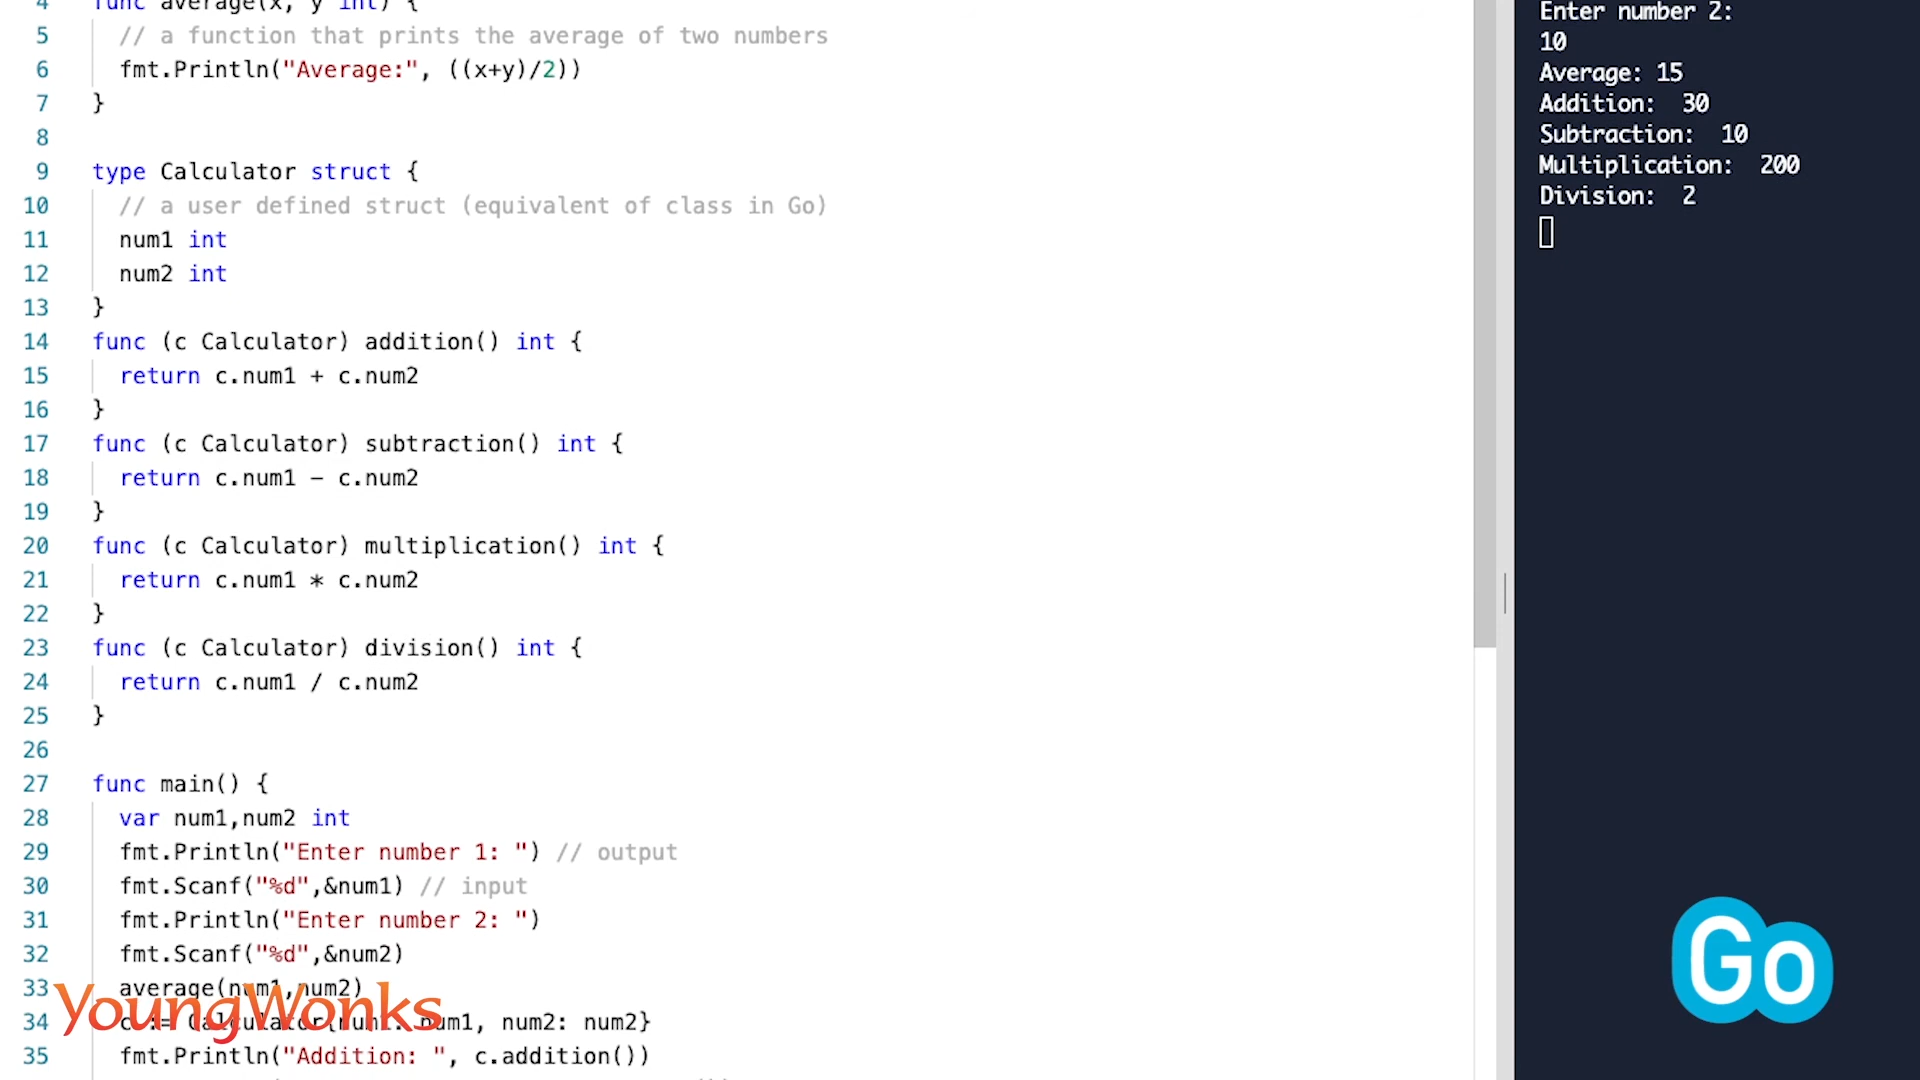 4 func average(x, y int) {
5 // a function that prints the average of two numbers
6 fmt.Println("Average:", ((x+y)/2))
7 }
8
9 type Calculator struct {
10 // a user defined struct (equivalent of class in Go)
11 num1 int
12 num2 int
13 }
14 func (c Calculator) addition() int {
15 return c.num1 + c.num2
16 }
17 func (c Calculator) subtraction() int {
18 return c.num1 - c.num2
19 }
20 func (c Calculator) multiplication() int {
21 return c.num1 * c.num2
22 }
23 func (c Calculator) division() int {
24 return c.num1 / c.num2
25 }
26
27 func main() {
28 var num1,num2 int
29 fmt.Println("Enter number 1: ") // output
30 fmt.Scanf("%d",&num1) // input
31 fmt.Println("Enter number 2: ")
32 fmt.Scanf("%d",&num2)
33 average(num1,num2)
34 c := Calculator{num1: num1, num2: num2}
35 fmt.Println("Addition: ", c.addition())
YoungWonks
Enter number 2:
10
Average: 15
Addition:  30
Subtraction:  10
Multiplication:  200
Division:  2
Go